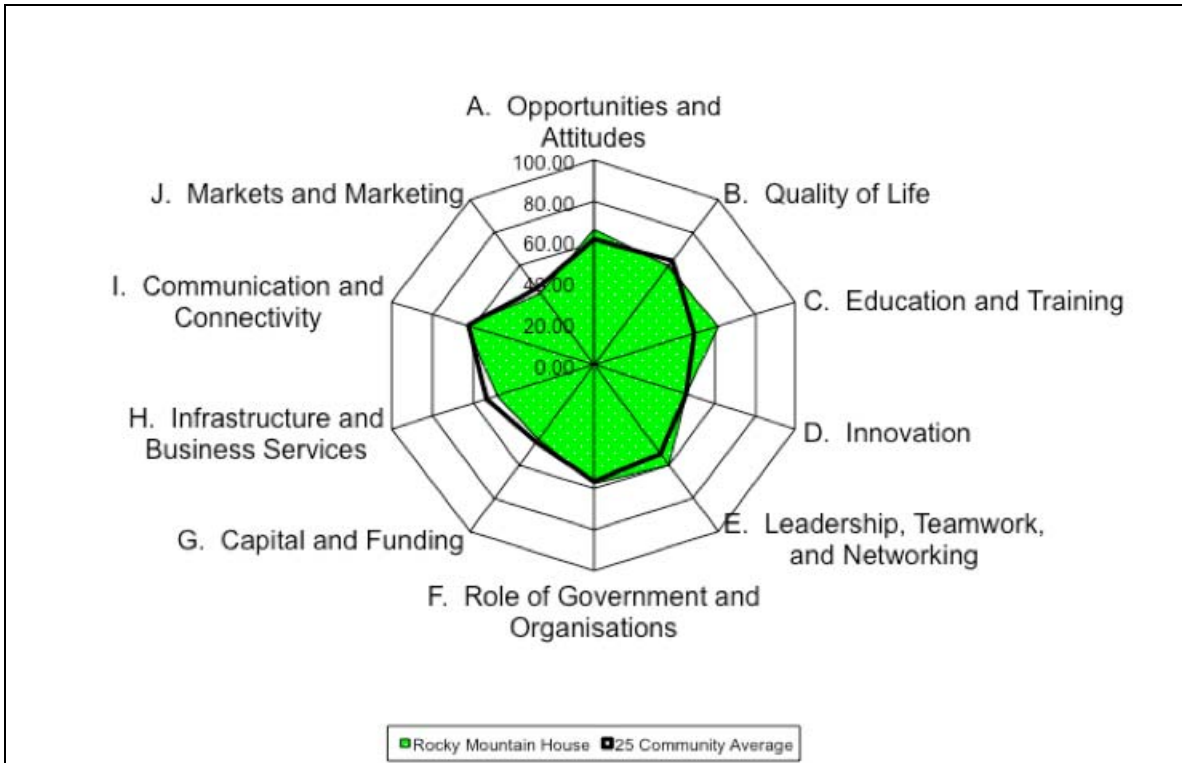 A. Opportunities and
Attitudes
100.00
J. Markets and Marketing
B. Quality of Life
80.00
60.00
I. Communication and
Connectivity
40.00
C. Education and Training
20.00
0.00
H. Infrastructure and
Business Services
D. Innovation
G. Capital and Funding
E. Leadership, Teamwork,
and Networking
F. Role of Government and
Organisations
Rocky Mountain House 25 Community Average